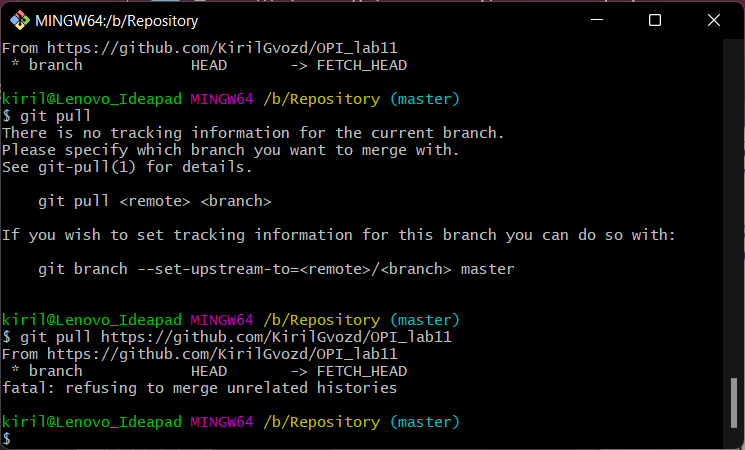 MINGW64:/b/Repository
From https://github.com/KirilGvozd/OPI_lab11
 * branch            HEAD       -> FETCH_HEAD
kiril@Lenovo_Ideapad MINGW64 /b/Repository (master)
$ git pull
There is no tracking information for the current branch.
Please specify which branch you want to merge with.
See git-pull(1) for details.
    git pull <remote> <branch>
If you wish to set tracking information for this branch you can do so with:
    git branch --set-upstream-to=<remote>/<branch> master
kiril@Lenovo_Ideapad MINGW64 /b/Repository (master)
$ git pull https://github.com/KirilGvozd/OPI_lab11
From https://github.com/KirilGvozd/OPI_lab11
 * branch            HEAD       -> FETCH_HEAD
fatal: refusing to merge unrelated histories
kiril@Lenovo_Ideapad MINGW64 /b/Repository (master)
$